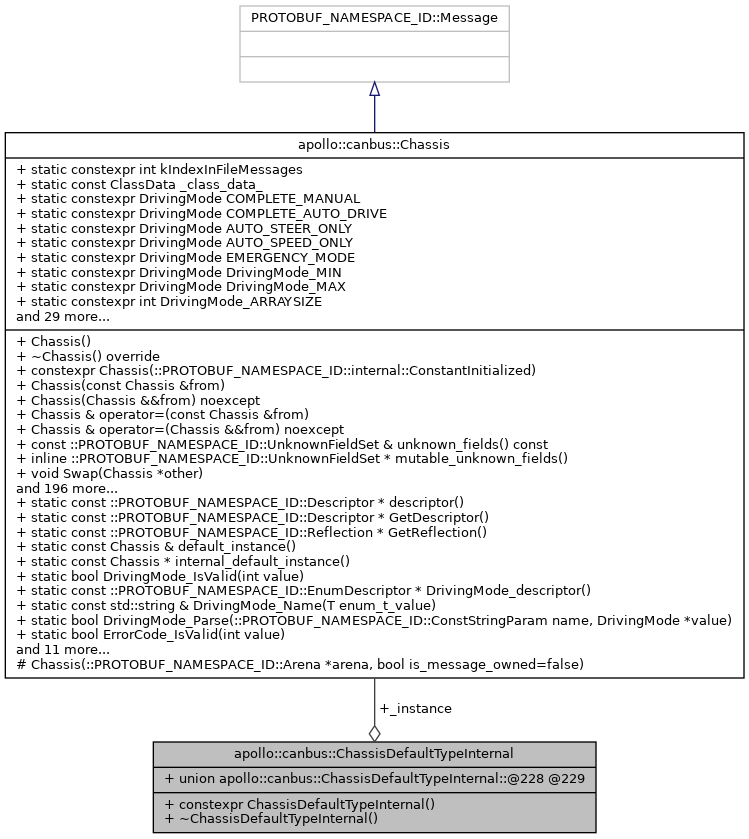 PROTOBUF_NAMESPACE_ID::Message
apollo::canbus::Chassis
+ static constexpr int kIndexInFileMessages
+ static const ClassData _class_data_
+ static constexpr DrivingMode COMPLETE_MANUAL
+ static constexpr DrivingMode COMPLETE_AUTO_DRIVE
+ static constexpr DrivingMode AUTO_STEER_ONLY
+ static constexpr DrivingMode AUTO_SPEED_ONLY
+ static constexpr DrivingMode EMERGENCY_MODE
+ static constexpr DrivingMode DrivingMode_MIN
+ static constexpr DrivingMode DrivingMode_MAX
+ static constexpr int DrivingMode_ARRAYSIZE
and 29 more...
+ Chassis()
+ ~Chassis() override
+ constexpr Chassis(::PROTOBUF_NAMESPACE_ID::internal::ConstantInitialized)
+ Chassis(const Chassis &from)
+ Chassis(Chassis &&from) noexcept
+ Chassis & operator=(const Chassis &from)
+ Chassis & operator=(Chassis &&from) noexcept
+ const ::PROTOBUF_NAMESPACE_ID::UnknownFieldSet & unknown_fields() const
+ inline ::PROTOBUF_NAMESPACE_ID::UnknownFieldSet * mutable_unknown_fields()
+ void Swap(Chassis *other)
and 196 more...
+ static const ::PROTOBUF_NAMESPACE_ID::Descriptor * descriptor()
+ static const ::PROTOBUF_NAMESPACE_ID::Descriptor * GetDescriptor()
+ static const ::PROTOBUF_NAMESPACE_ID::Reflection * GetReflection()
+ static const Chassis & default_instance()
+ static const Chassis * internal_default_instance()
+ static bool DrivingMode_IsValid(int value)
+ static const ::PROTOBUF_NAMESPACE_ID::EnumDescriptor * DrivingMode_descriptor()
+ static const std::string & DrivingMode_Name(T enum_t_value)
+ static bool DrivingMode_Parse(::PROTOBUF_NAMESPACE_ID::ConstStringParam name, DrivingMode *value)
+ static bool ErrorCode_IsValid(int value)
and 11 more...
# Chassis(::PROTOBUF_NAMESPACE_ID::Arena *arena, bool is_message_owned=false)
+_instance
apollo::canbus::ChassisDefaultTypeInternal
+ union apollo::canbus::ChassisDefaultTypeInternal::@228 @229
+ constexpr ChassisDefaultTypeInternal()
+ ~ChassisDefaultTypeInternal()